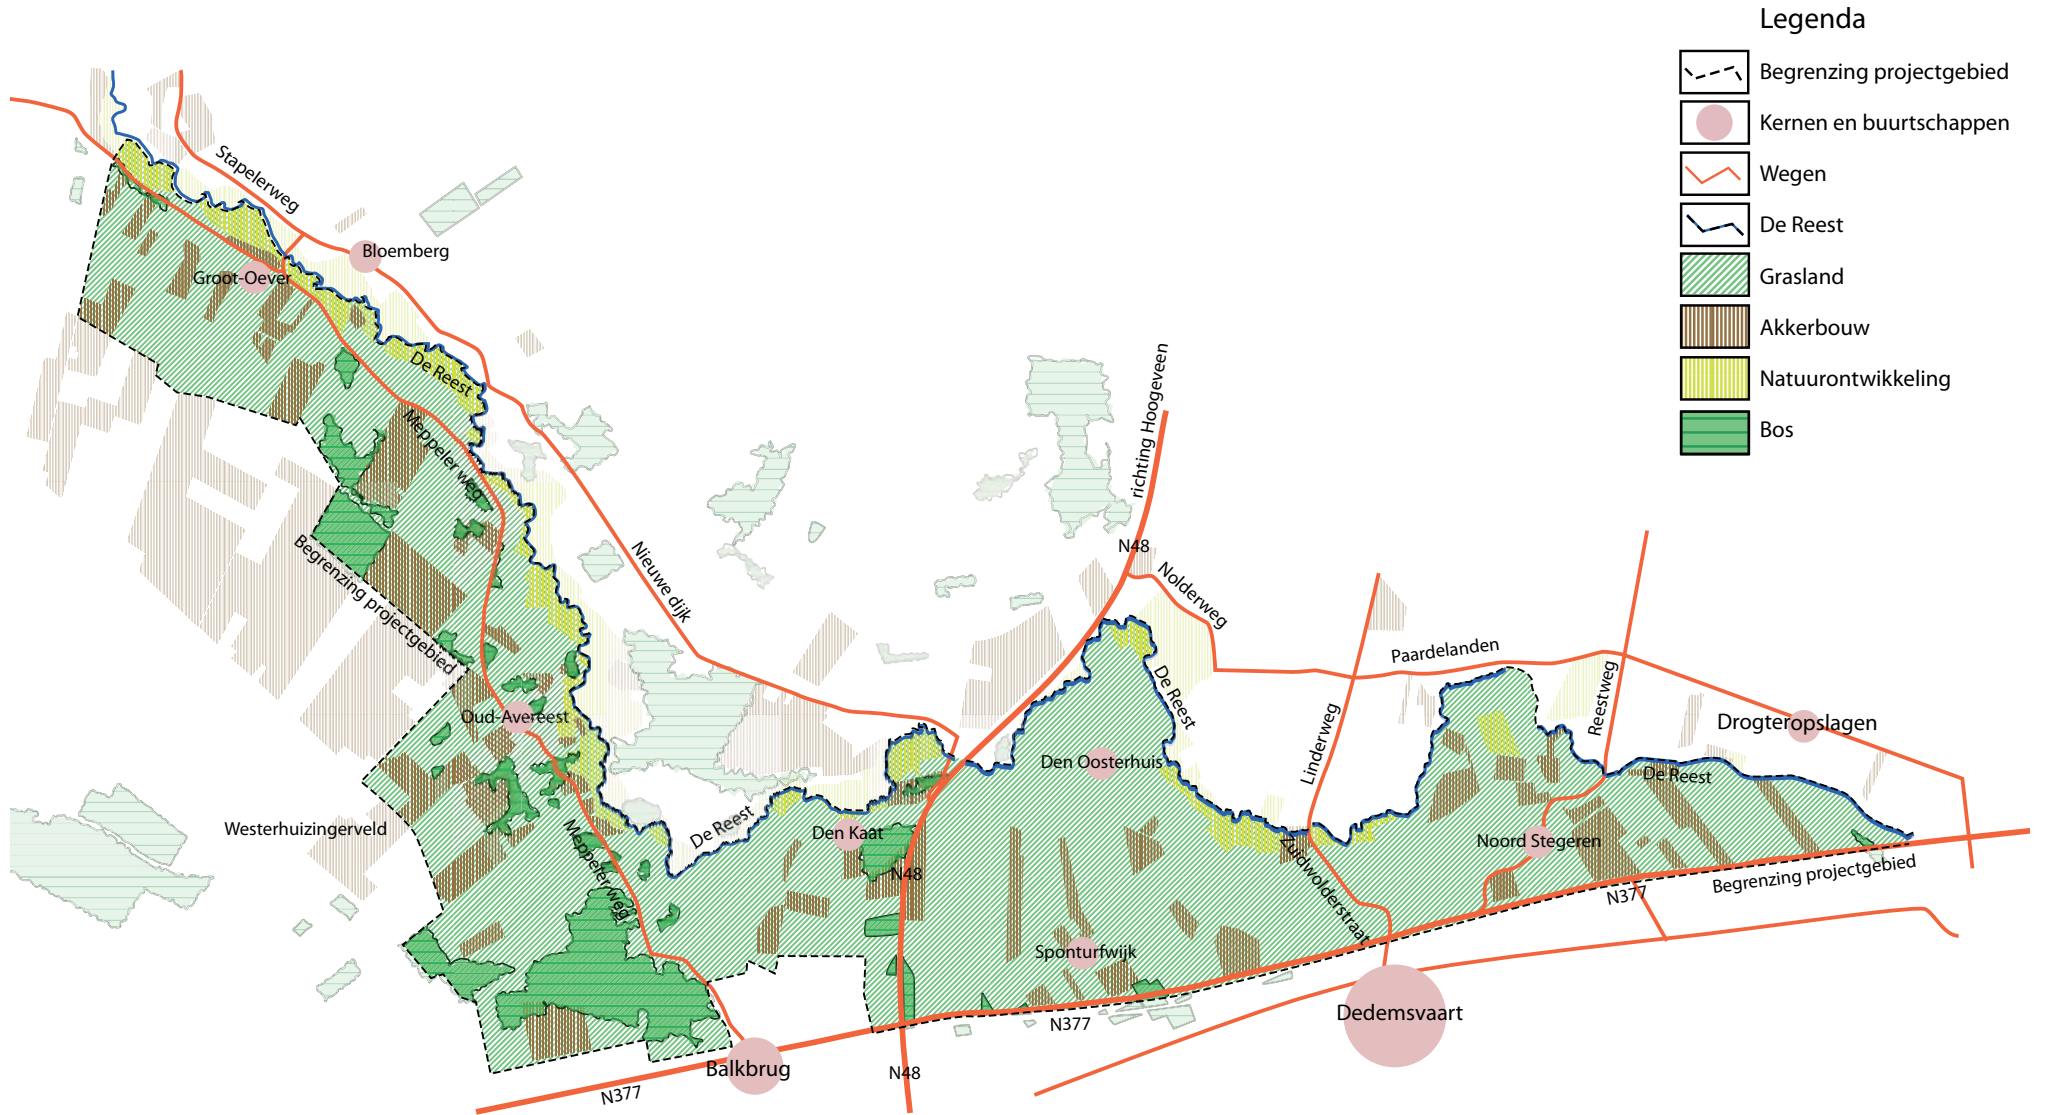 Legenda
Begrenzing projectgebied
Kernen en buurtschappen
Wegen
De Reest
Grasland
Akkerbouw
Natuurontwikkeling
Bos
Stapelerweg
Bloemberg
Groot-Oever
De Reest
Meppeler weg
richting Hoogeveen
N48
Nolderweg
Nieuwe dijk
Begrenzing projectgebied
Paardelanden
Reestweg
De Reest
Linderweg
Oud-Avereest
Drogteropslagen
Den Oosterhuis
De Reest
Westerhuizingerveld
De Reest
Den Kaat
Meppeler weg
Zuidwolderstraat
Noord Stegeren
N48
Begrenzing projectgebied
N377
Sponturfwijk
Dedemsvaart
N377
Balkbrug
N48
N377